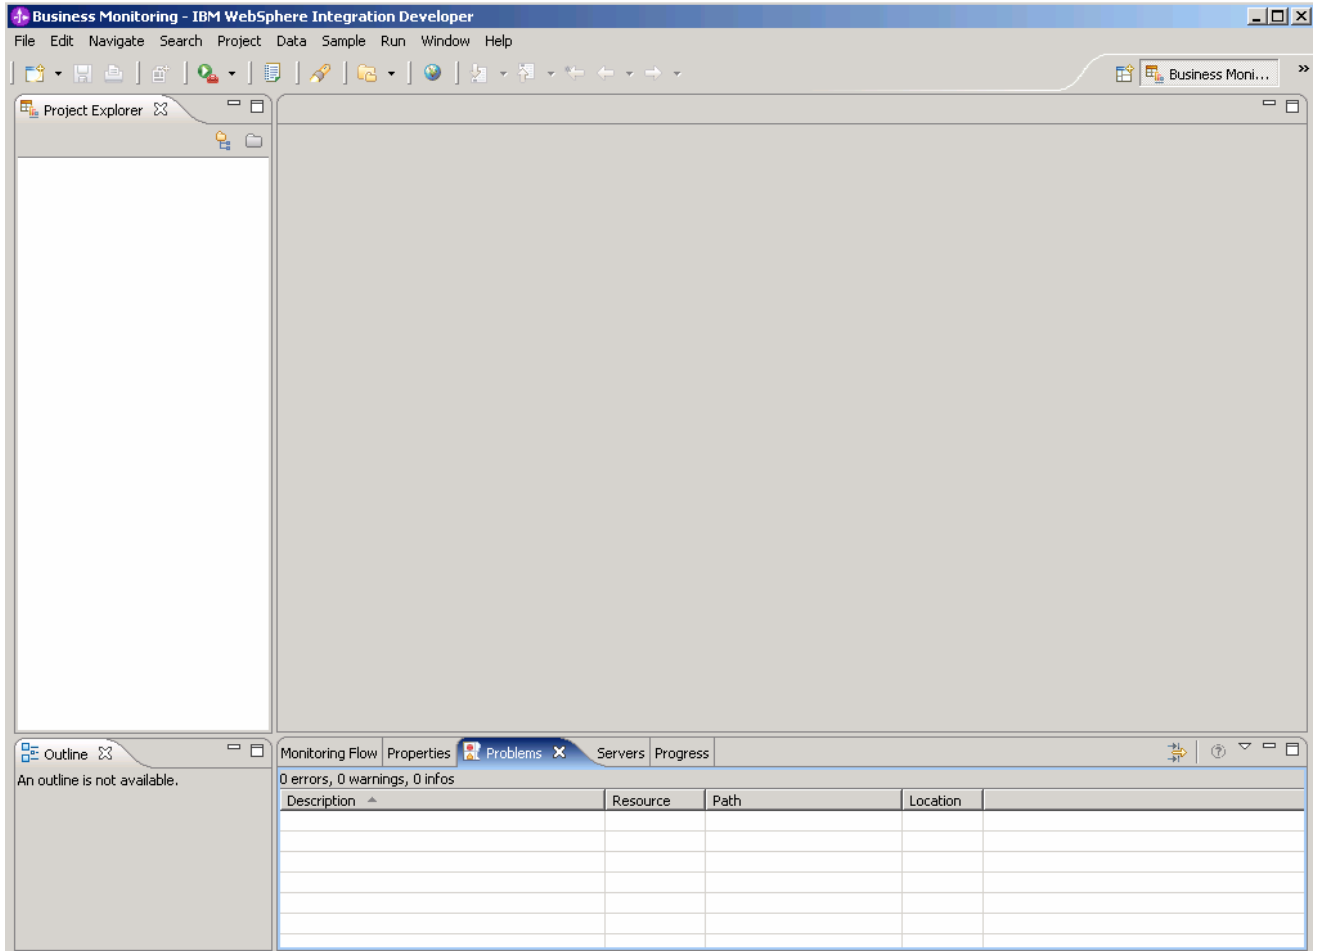 Business Monitoring - IBM WebSphere Integration Developer
File Edit Navigate Search Project Data Sample Run Window Help
Business Moni...
Project Explorer
Outline
An outline is not available.
Monitoring Flow Properties Problems Servers Progress
0 errors, 0 warnings, 0 infos
Description Resource Path Location